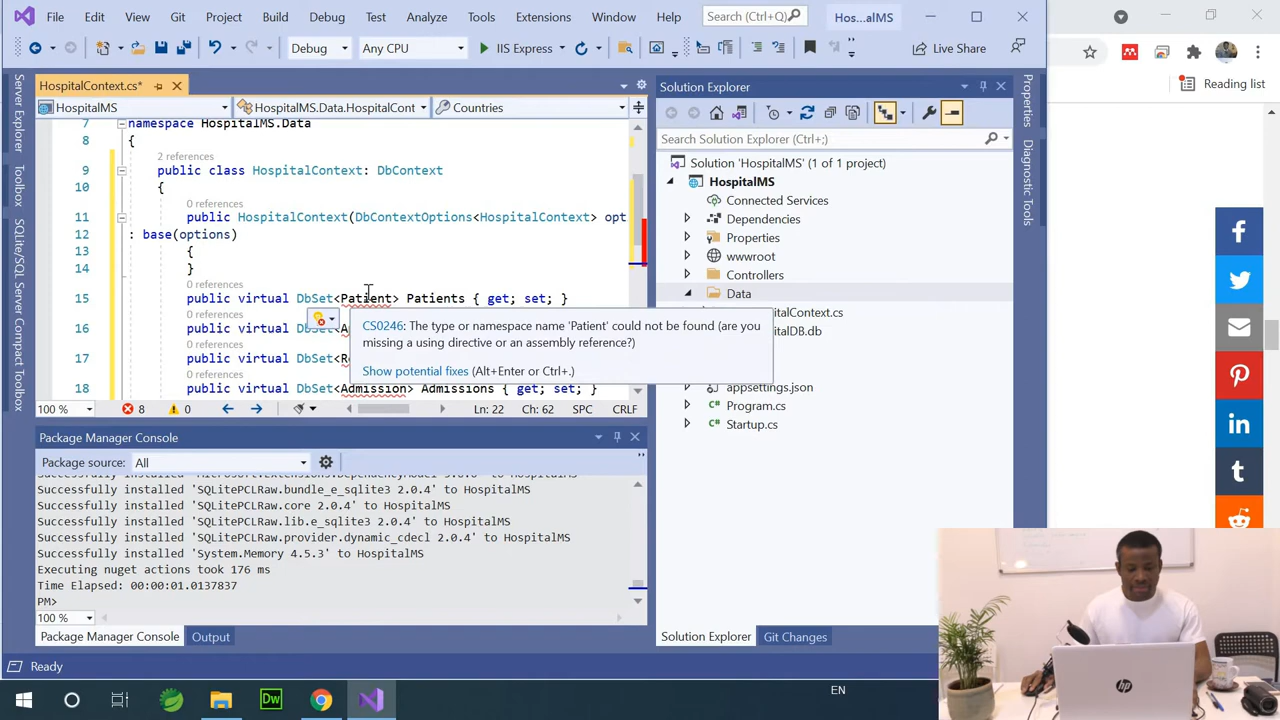 File Edit View Git Project Build Debug Test Analyze Tools Extensions Window Help Search (Ctrl+;) Hos...alMS
Debug Any CPU IIS Express Live Share
Reading list
HospitalContext.cs*
HospitalMS HospitalMS.Data.HospitalCont Countries
7 namespace HospitalMS.Data
8 {
2 references
9 public class HospitalContext: DbContext
10 {
0 references
11 public HospitalContext(DbContextOptions<HospitalContext> opt
12 : base(options)
13 {
14 }
0 references
15 public virtual DbSet<Patient> Patients { get; set; }
0 references
16 public virtual
0 references
17 public virtual DbSet<R
0 references
18 public virtual DbSet<Admission> Admissions { get; set; }
CS0246: The type or namespace name 'Patient' could not be found (are you
missing a using directive or an assembly reference?)
Show potential fixes (Alt+Enter or Ctrl+.)
100 % 8 0 Ln: 22 Ch: 62 SPC CRLF
Server Explorer
Toolbox
SQLite/SQL Server Compact Toolbox
Package Manager Console
Package source: All
Successfully installed 'SQLitePCLRaw.bundle_e_sqlite3 2.0.4' to HospitalMS
Successfully installed 'SQLitePCLRaw.core 2.0.4' to HospitalMS
Successfully installed 'SQLitePCLRaw.lib.e_sqlite3 2.0.4' to HospitalMS
Successfully installed 'SQLitePCLRaw.provider.dynamic_cdecl 2.0.4' to HospitalMS
Successfully installed 'System.Memory 4.5.3' to HospitalMS
Executing nuget actions took 176 ms
Time Elapsed: 00:00:01.0137837
PM>
100 %
Package Manager Console Output
Solution Explorer
Search Solution Explorer (Ctrl+;)
Solution 'HospitalMS' (1 of 1 project)
HospitalMS
Connected Services
Dependencies
Properties
wwwroot
Controllers
Data
italContext.cs
italDB.db
appsettings.json
Program.cs
Startup.cs
Solution Explorer Git Changes
Properties
Diagnostic Tools
Ready
EN
hp